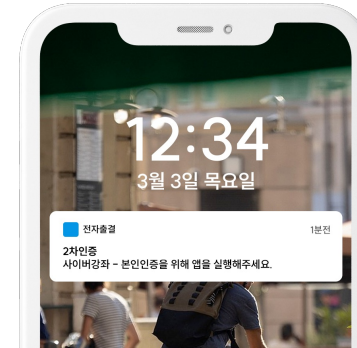 12:34
3월 3일 목요일
전자출결 1분전
2차인증
사이버강좌 - 본인인증을 위해 앱을 실행해주세요.